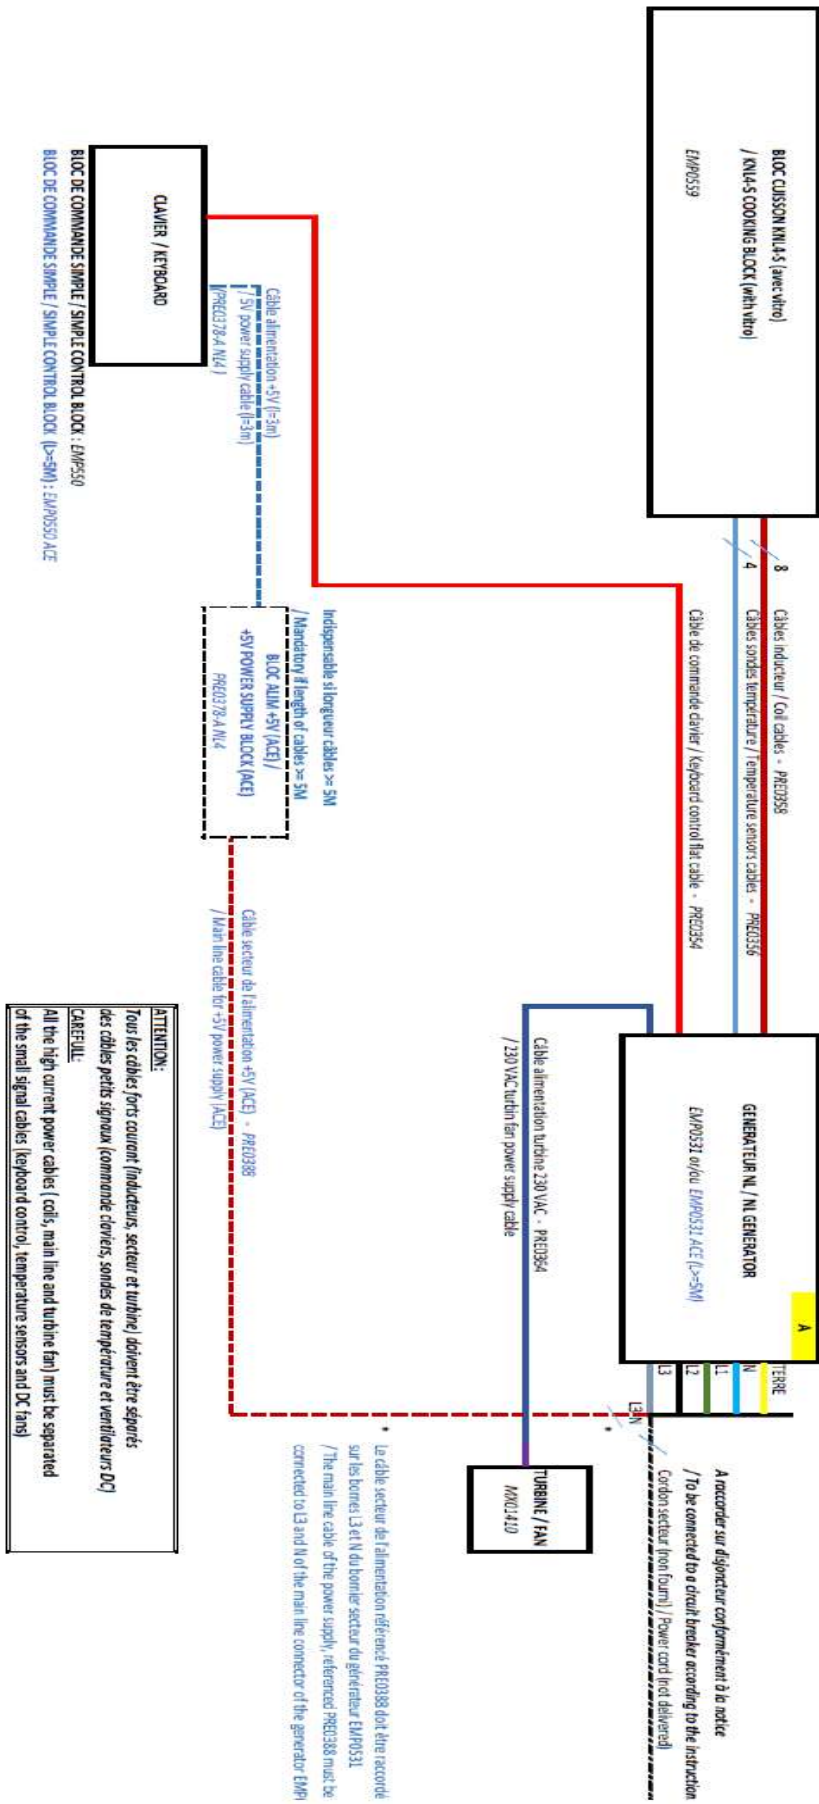 BLOC CUISSON KNL4-S (avec vitro)
/ KNL4-S COOKING BLOCK (with vitro)
EMP0559
8
4
Câbles inducteur / Coil cables - PRE0358
Câbles sondes température / Temperature sensors cables - PRE0356
Câble de commande clavier / Keyboard control flat cable - PRE0354
A
GENERATEUR NL / NL GENERATOR
EMP0531 or/ou EMP0531 ACE (L>=5M)
TERRE
N
L1
L2
L3
L3-N
A raccorder sur disjoncteur conformément à la notice
/ To be connected to a circuit breaker according to the instruction
Cordon secteur (non fourni) / Power cord (not delivered)
Câble alimentation turbine 230 VAC - PRE0364
/ 230 VAC turbin fan power supply cable
TURBINE / FAN
MX01410
CLAVIER / KEYBOARD
BLOC DE COMMANDE SIMPLE / SIMPLE CONTROL BLOCK : EMP550
BLOC DE COMMANDE SIMPLE / SIMPLE CONTROL BLOCK (L>=5M) : EMP0550 ACE
Câble alimentation +5V (l=3m)
/ 5V power supply cable (l=3m)
(PRE0378-A NL4 )
Indispensable si longueur câbles >= 5M
/ Mandatory if length of cables >= 5M
BLOC ALIM +5V (ACE) /
+5V POWER SUPPLY BLOCK (ACE)
PRE0378-A NL4
Câble secteur de l'alimentation +5V (ACE) - PRE0388
/ Main line cable for +5V power supply (ACE)
*
*
Le câble secteur de l'alimentation référencé PRE0388 doit être raccordé
sur les bornes L3 et N du bornier secteur du générateur EMP0531
/ The main line cable of the power supply, referenced PRE0388 must be
connected to L3 and N of the main line connector of the generator
ATTENTION:
Tous les câbles forts courant (inducteurs, secteur et turbine) doivent être séparés
des câbles petits signaux (commande claviers, sondes de température et ventilateurs DC)
CAREFULL:
All the high current power cables ( coils, main line and turbine fan) must be separated
of the small signal cables (keyboard control, temperature sensors and DC fans)